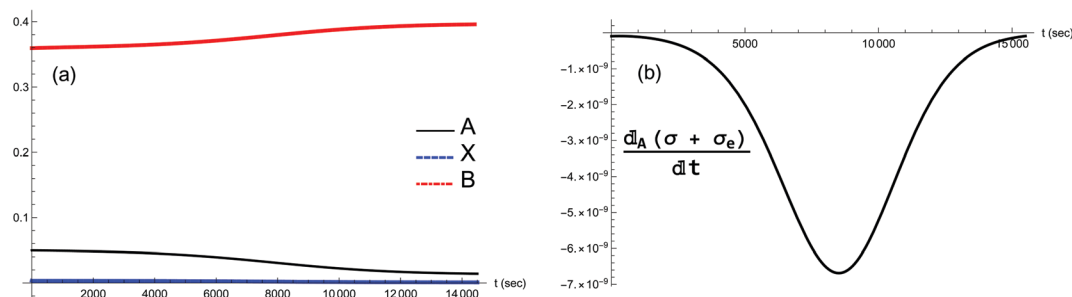 0.4
0.3
0.2
0.1
(a)
A
X
B
2000 4000 6000 8000 10000 12000 14000
t (sec)
t (sec)
5000 10000 15000
-1.×10⁻⁹
-2.×10⁻⁹
-3.×10⁻⁹
-4.×10⁻⁹
-5.×10⁻⁹
-6.×10⁻⁹
-7.×10⁻⁹
(b)
𝕕A (σ + σe)
𝕕t